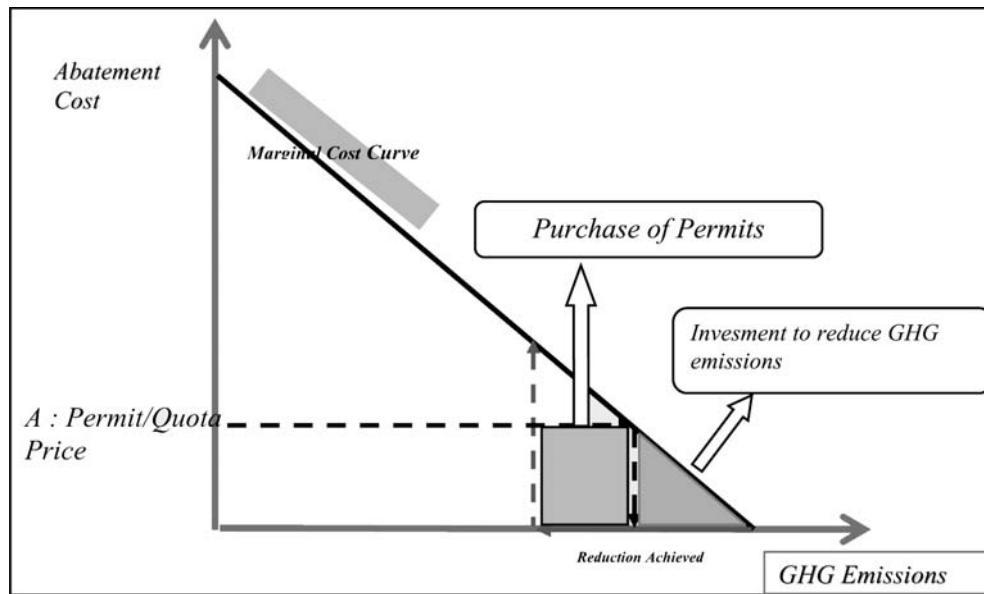 Abatement
Cost
Marginal Cost Curve
Purchase of Permits
Invesment to reduce GHG
emissions
A : Permit/Quota
Price
Reduction Achieved
GHG Emissions